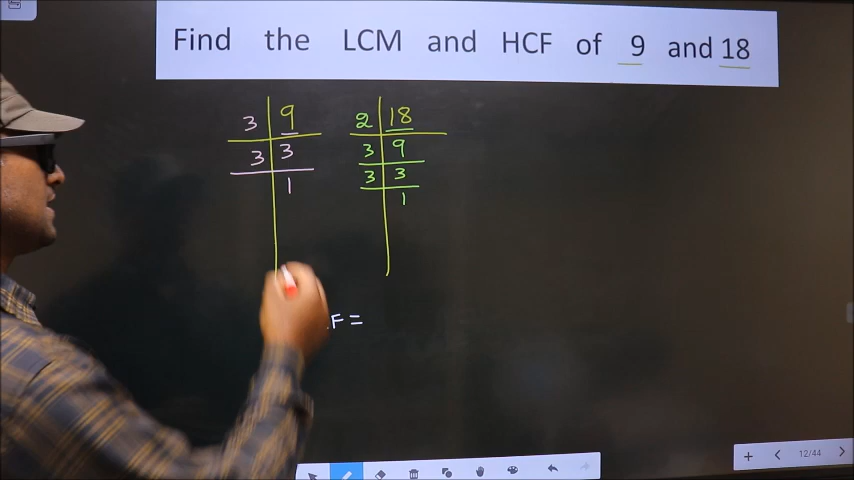 Find the LCM and HCF of 9 and 18
3 9 2 18
3 3 3 9
1 3 3
1
F =
12/44